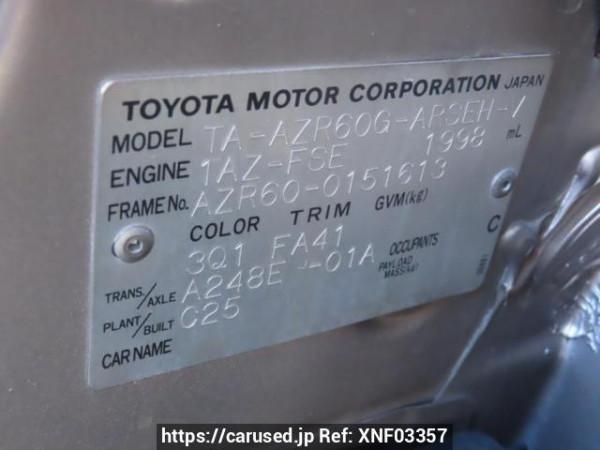 TOYOTA MOTOR CORPORATION JAPAN
MODEL TA-AZR60G-ARSEH-/
ENGINE 1AZ-FSE 1998 mL
FRAME No. AZR60-0151613
COLOR TRIM GVM(kg)
3Q1 FA41 C
TRANS./AXLE A248E -01A OCCUPANTS
PAYLOAD MASS(kg)
PLANT/BUILT C25
CAR NAME
https://carused.jp Ref: XNF03357